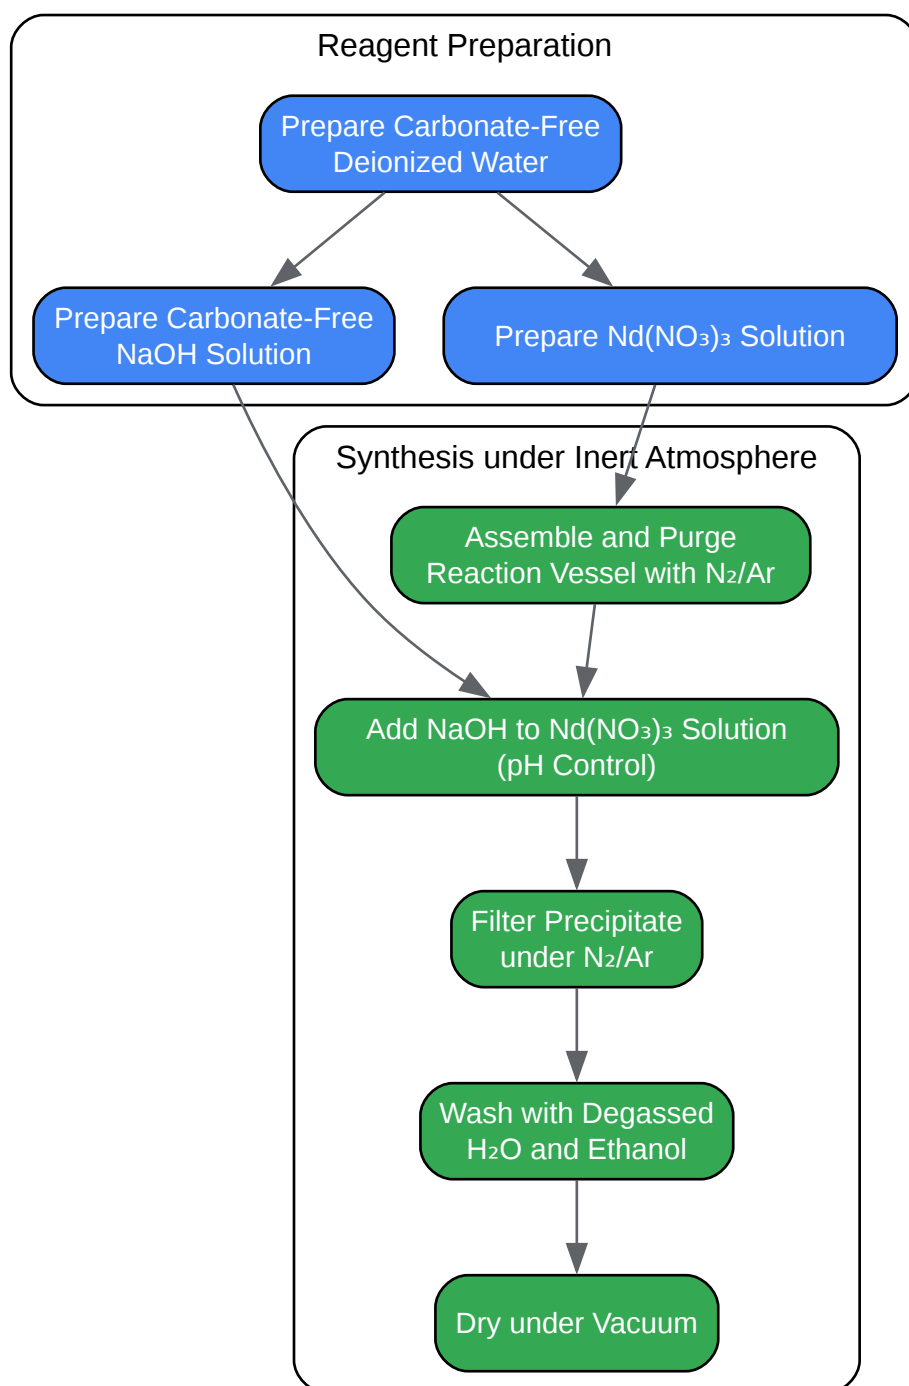 Reagent Preparation
Prepare Carbonate-Free
Deionized Water
Prepare Carbonate-Free
NaOH Solution
Prepare Nd(NO₃)₃ Solution
Synthesis under Inert Atmosphere
Assemble and Purge
Reaction Vessel with N₂/Ar
Add NaOH to Nd(NO₃)₃ Solution
(pH Control)
Filter Precipitate
under N₂/Ar
Wash with Degassed
H₂O and Ethanol
Dry under Vacuum